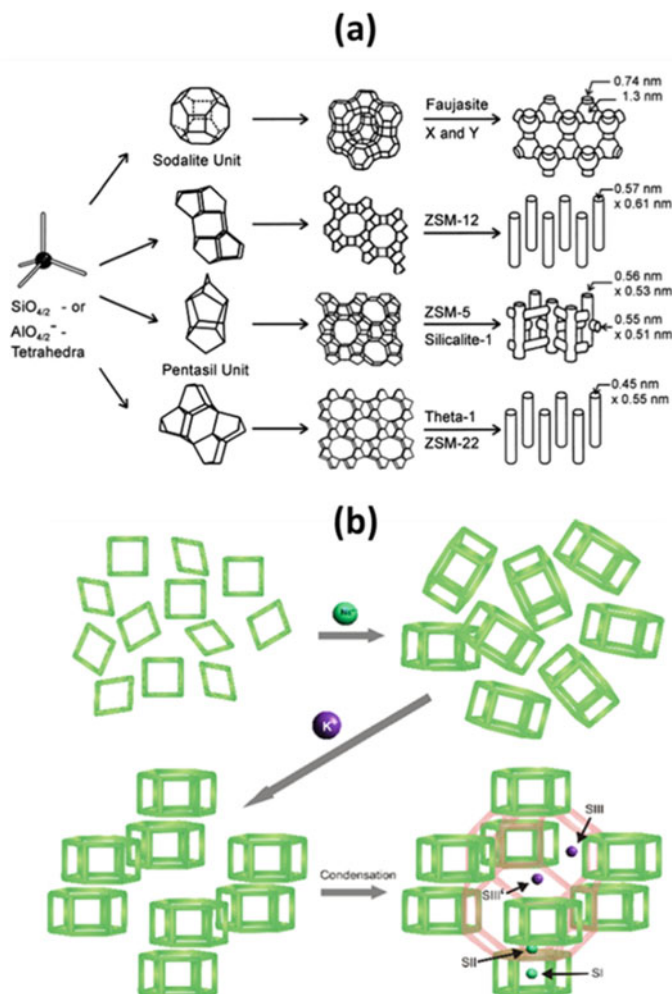 (a)
Sodalite Unit
Faujasite
X and Y
0.74 nm
1.3 nm
ZSM-12
0.57 nm
x 0.61 nm
SiO4/2 - or
AlO4/2⁻ -
Tetrahedra
Pentasil Unit
ZSM-5
Silicalite-1
0.56 nm
x 0.53 nm
0.55 nm
x 0.51 nm
Theta-1
ZSM-22
0.45 nm
x 0.55 nm
(b)
Na⁺
K⁺
Condensation
SIII
SIII'
SII
SI